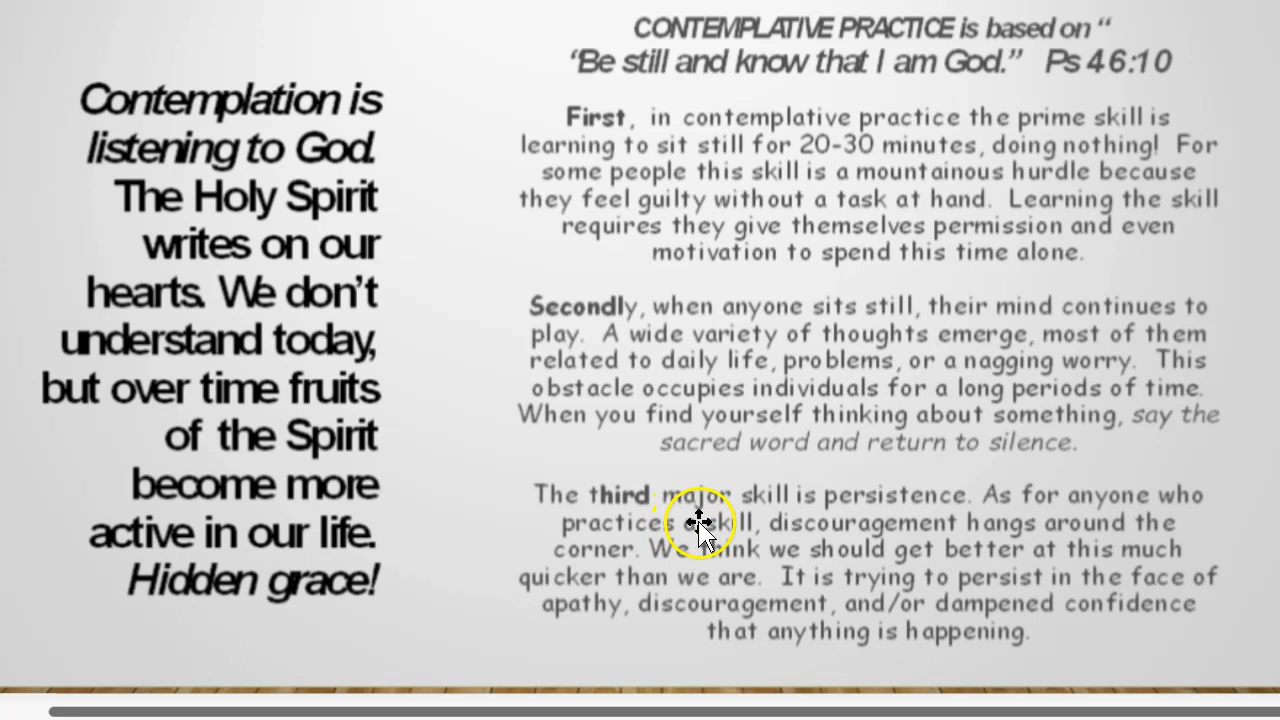 Contemplation is
listening to God.
The Holy Spirit
writes on our
hearts. We don't
understand today,
but over time fruits
of the Spirit
become more
active in our life.
Hidden grace!
CONTEMPLATIVE PRACTICE is based on “
“Be still and know that I am God.” Ps 46:10
First, in contemplative practice the prime skill is
learning to sit still for 20-30 minutes, doing nothing! For
some people this skill is a mountainous hurdle because
they feel guilty without a task at hand. Learning the skill
requires they give themselves permission and even
motivation to spend this time alone.
Secondly, when anyone sits still, their mind continues to
play. A wide variety of thoughts emerge, most of them
related to daily life, problems, or a nagging worry. This
obstacle occupies individuals for a long periods of time.
When you find yourself thinking about something, say the
sacred word and return to silence.
The third major skill is persistence. As for anyone who
practices a skill, discouragement hangs around the
corner. We think we should get better at this much
quicker than we are. It is trying to persist in the face of
apathy, discouragement, and/or dampened confidence
that anything is happening.